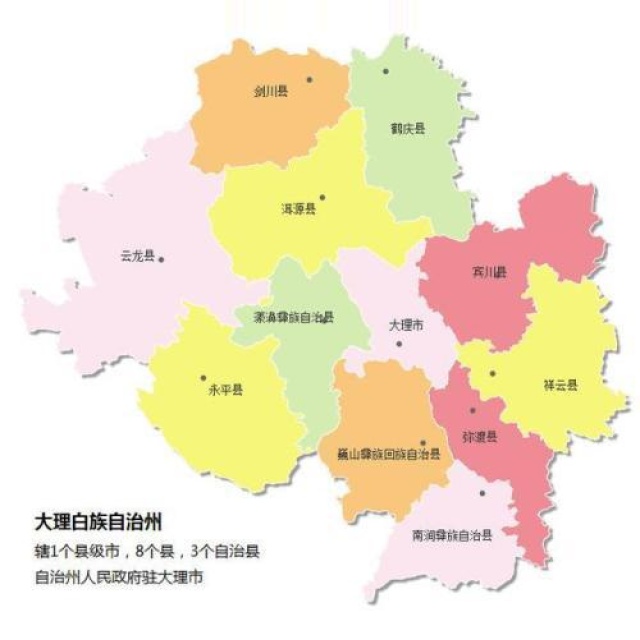 剑川县
鹤庆县
洱源县
云龙县
宾川县
漾濞彝族自治县
大理市
永平县
祥云县
弥渡县
巍山彝族回族自治县
南涧彝族自治县
大理白族自治州
辖1个县级市，8个县，3个自治县
自治州人民政府驻大理市